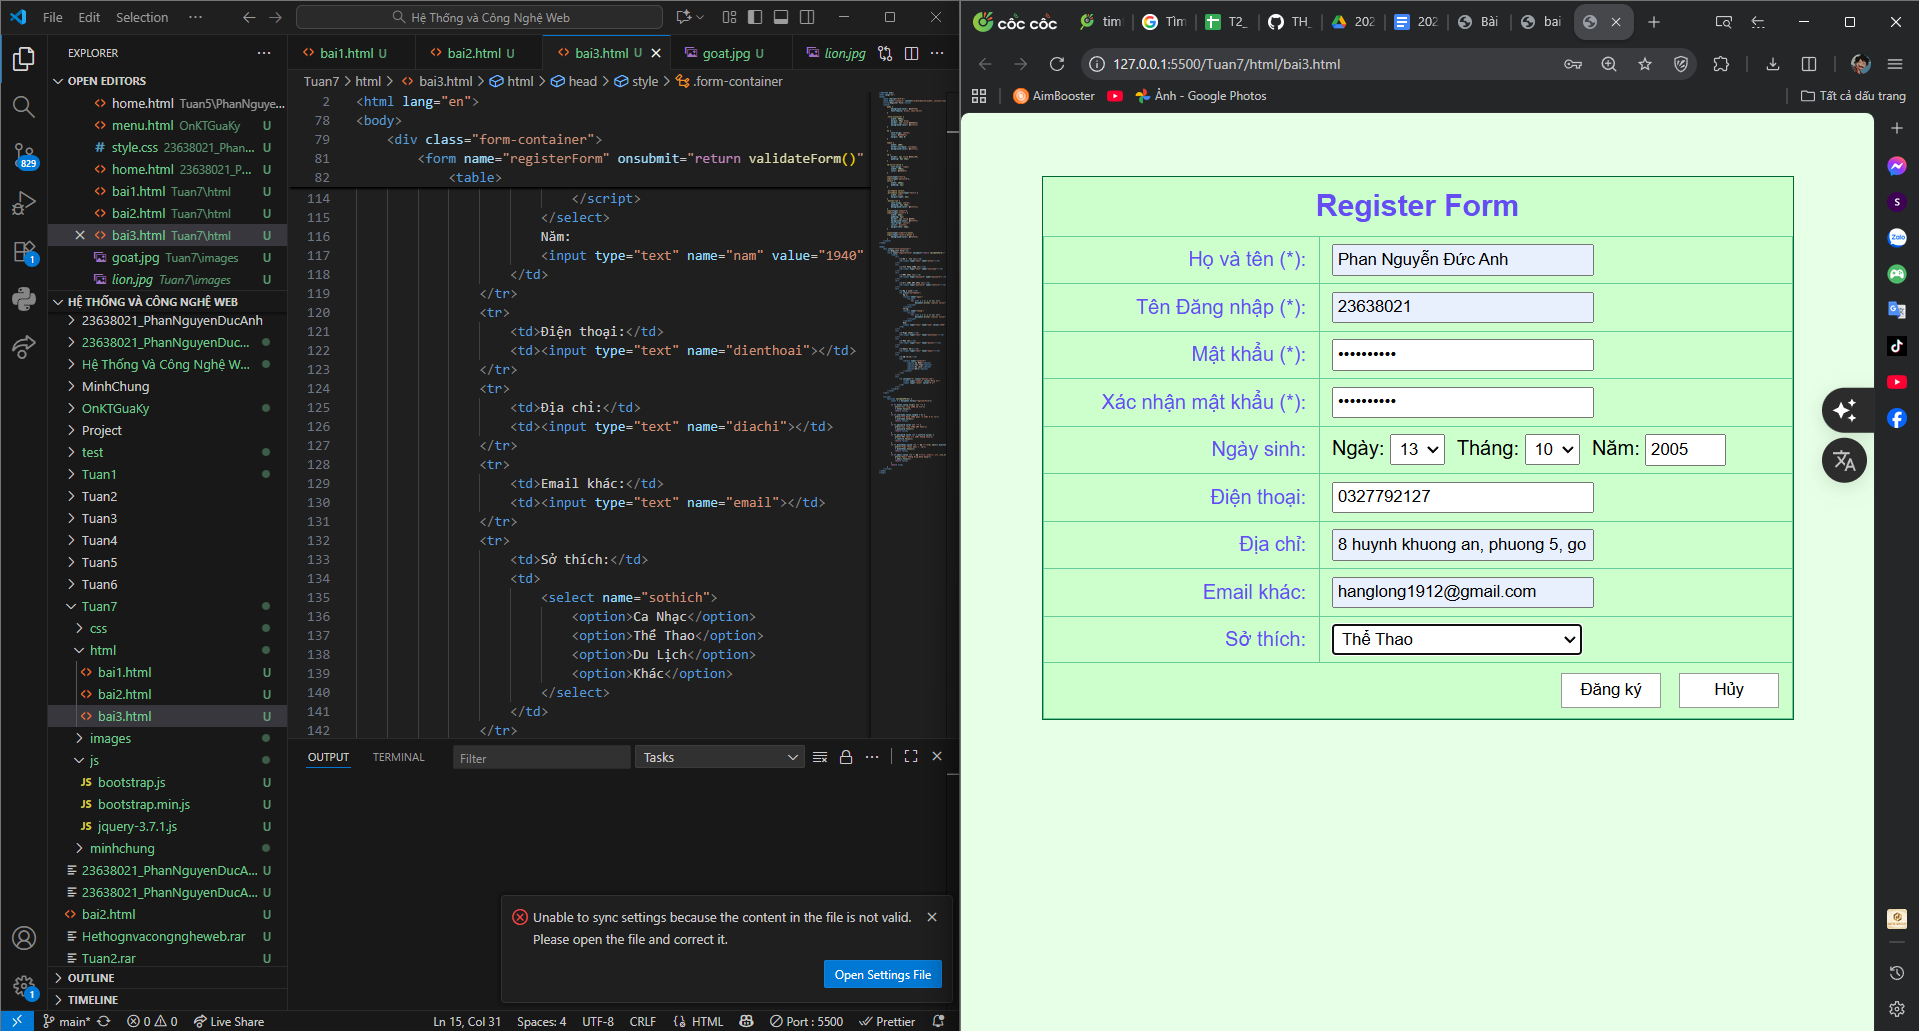 File Edit Selection ···
Hệ Thống và Công Nghệ Web
EXPLORER
OPEN EDITORS
home.html Tuan5\PhanNguye...
menu.html OnKTGuaKy U
style.css 23638021_Phan... U
home.html 23638021_P... U
bai1.html Tuan7\html U
bai2.html Tuan7\html U
bai3.html Tuan7\html U
goat.jpg Tuan7\images U
lion.jpg Tuan7\images U
HỆ THỐNG VÀ CÔNG NGHỆ WEB
23638021_PhanNguyenDucAnh
23638021_PhanNguyenDuc...
Hệ Thống Và Công Nghệ W...
MinhChung
OnKTGuaKy
Project
test
Tuan1
Tuan2
Tuan3
Tuan4
Tuan5
Tuan6
Tuan7
css
html
bai1.html U
bai2.html U
bai3.html U
images
js
JS bootstrap.js U
JS bootstrap.min.js U
JS jquery-3.7.1.js U
minhchung
23638021_PhanNguyenDucA... U
23638021_PhanNguyenDucA... U
bai2.html U
Hethognvacongngheweb.rar U
Tuan2.rar U
OUTLINE
TIMELINE
829
1
1
bai1.html U
bai2.html U
bai3.html U
goat.jpg U
lion.jpg
Tuan7 > html > bai3.html > html > head > style > .form-container
2 <html lang="en">
78 <body>
79 <div class="form-container">
81 <form name="registerForm" onsubmit="return validateForm()"
82 <table>
114 </script>
115 </select>
116 Năm:
117 <input type="text" name="nam" value="1940"
118 </td>
119 </tr>
120 <tr>
121 <td>Điện thoại:</td>
122 <td><input type="text" name="dienthoai"></td>
123 </tr>
124 <tr>
125 <td>Địa chỉ:</td>
126 <td><input type="text" name="diachi"></td>
127 </tr>
128 <tr>
129 <td>Email khác:</td>
130 <td><input type="text" name="email"></td>
131 </tr>
132 <tr>
133 <td>Sở thích:</td>
134 <td>
135 <select name="sothich">
136 <option>Ca Nhạc</option>
137 <option>Thể Thao</option>
138 <option>Du Lịch</option>
139 <option>Khác</option>
140 </select>
141 </td>
142 </tr>
OUTPUT TERMINAL
Filter
Tasks
Unable to sync settings because the content in the file is not valid.
Please open the file and correct it.
Open Settings File
main* 0 0 Live Share
Ln 15, Col 31 Spaces: 4 UTF-8 CRLF {} HTML Port : 5500 Prettier
cốc cốc
tim
Tìm
T2_
TH_
202
202
Bài
bai
127.0.0.1:5500/Tuan7/html/bai3.html
AimBooster
Ảnh - Google Photos
Tất cả dấu trang
Register Form
Họ và tên (*): Phan Nguyễn Đức Anh
Tên Đăng nhập (*): 23638021
Mật khẩu (*): ••••••••••
Xác nhận mật khẩu (*): ••••••••••
Ngày sinh: Ngày: 13 Tháng: 10 Năm: 2005
Điện thoại: 0327792127
Địa chỉ: 8 huynh khuong an, phuong 5, go
Email khác: hanglong1912@gmail.com
Sở thích: Thể Thao
Đăng ký Hủy
S
Zalo